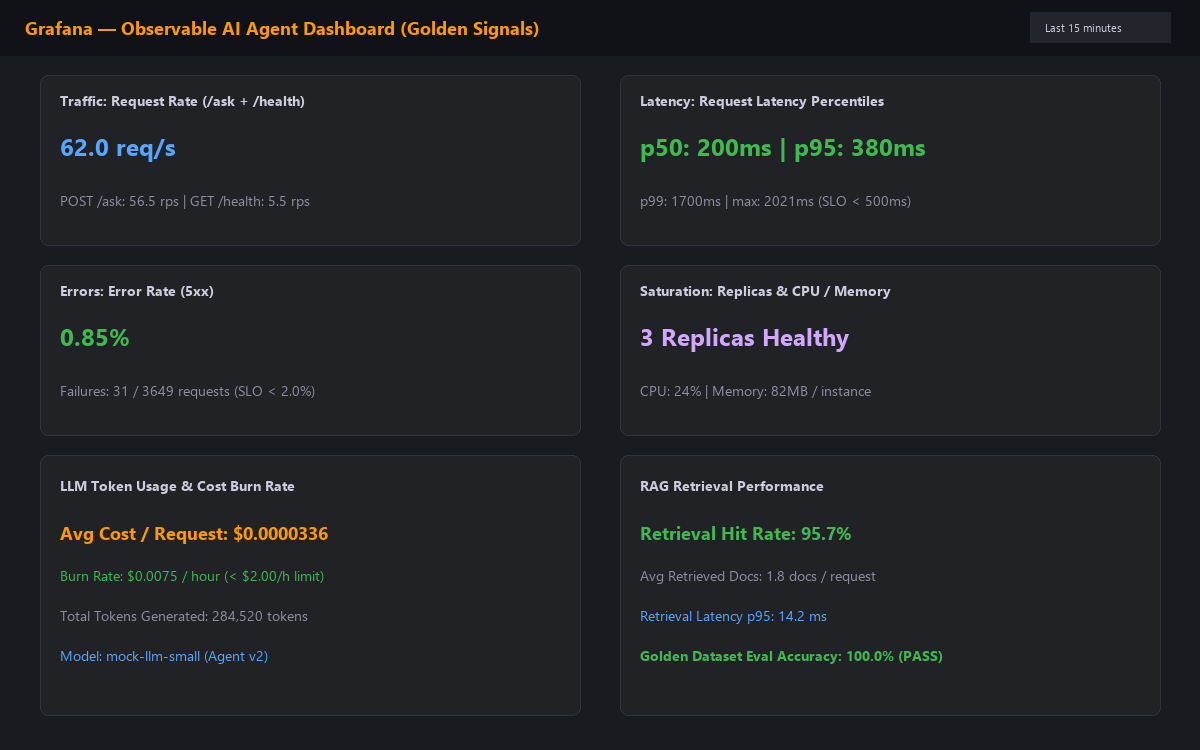 Grafana — Observable AI Agent Dashboard (Golden Signals)
Last 15 minutes
Traffic: Request Rate (/ask + /health)
62.0 req/s
POST /ask: 56.5 rps | GET /health: 5.5 rps
Latency: Request Latency Percentiles
p50: 200ms | p95: 380ms
p99: 1700ms | max: 2021ms (SLO < 500ms)
Errors: Error Rate (5xx)
0.85%
Failures: 31 / 3649 requests (SLO < 2.0%)
Saturation: Replicas & CPU / Memory
3 Replicas Healthy
CPU: 24% | Memory: 82MB / instance
LLM Token Usage & Cost Burn Rate
Avg Cost / Request: $0.0000336
Burn Rate: $0.0075 / hour (< $2.00/h limit)
Total Tokens Generated: 284,520 tokens
Model: mock-llm-small (Agent v2)
RAG Retrieval Performance
Retrieval Hit Rate: 95.7%
Avg Retrieved Docs: 1.8 docs / request
Retrieval Latency p95: 14.2 ms
Golden Dataset Eval Accuracy: 100.0% (PASS)